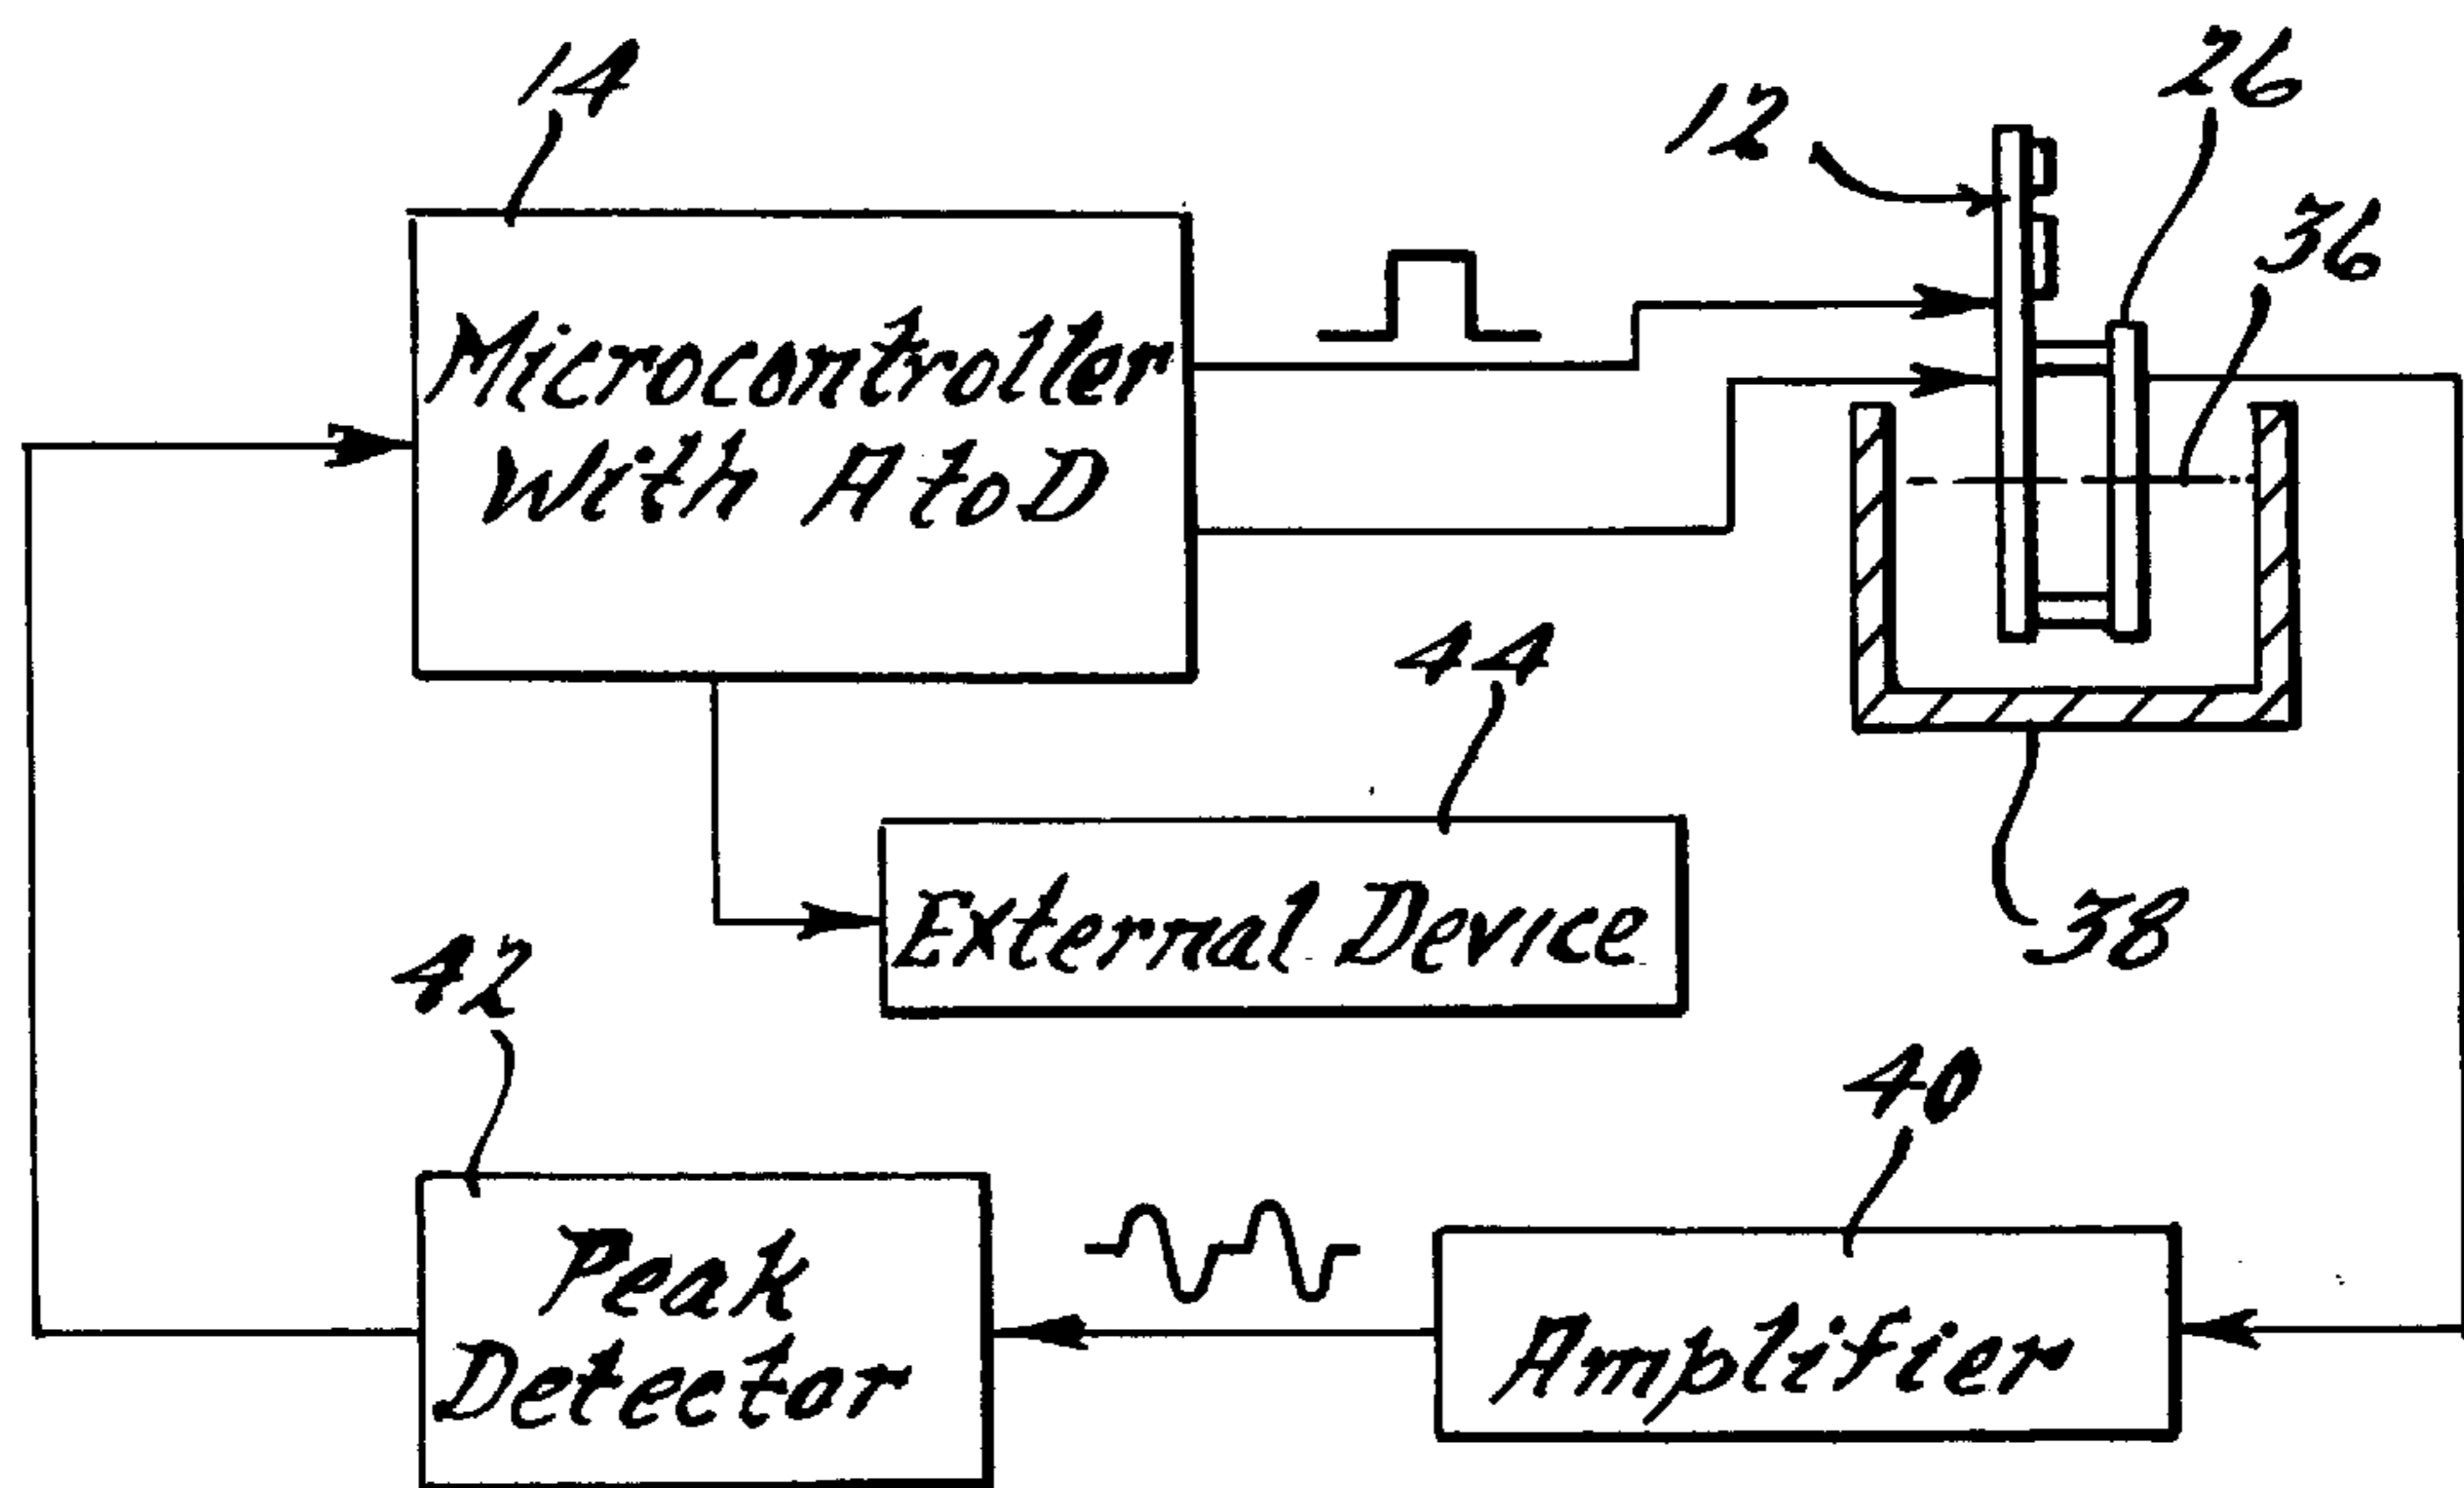 14
26
12
36
Microcontroller
With A to D
44
External Device
38
42
40
Peak
Detector
Amplifier